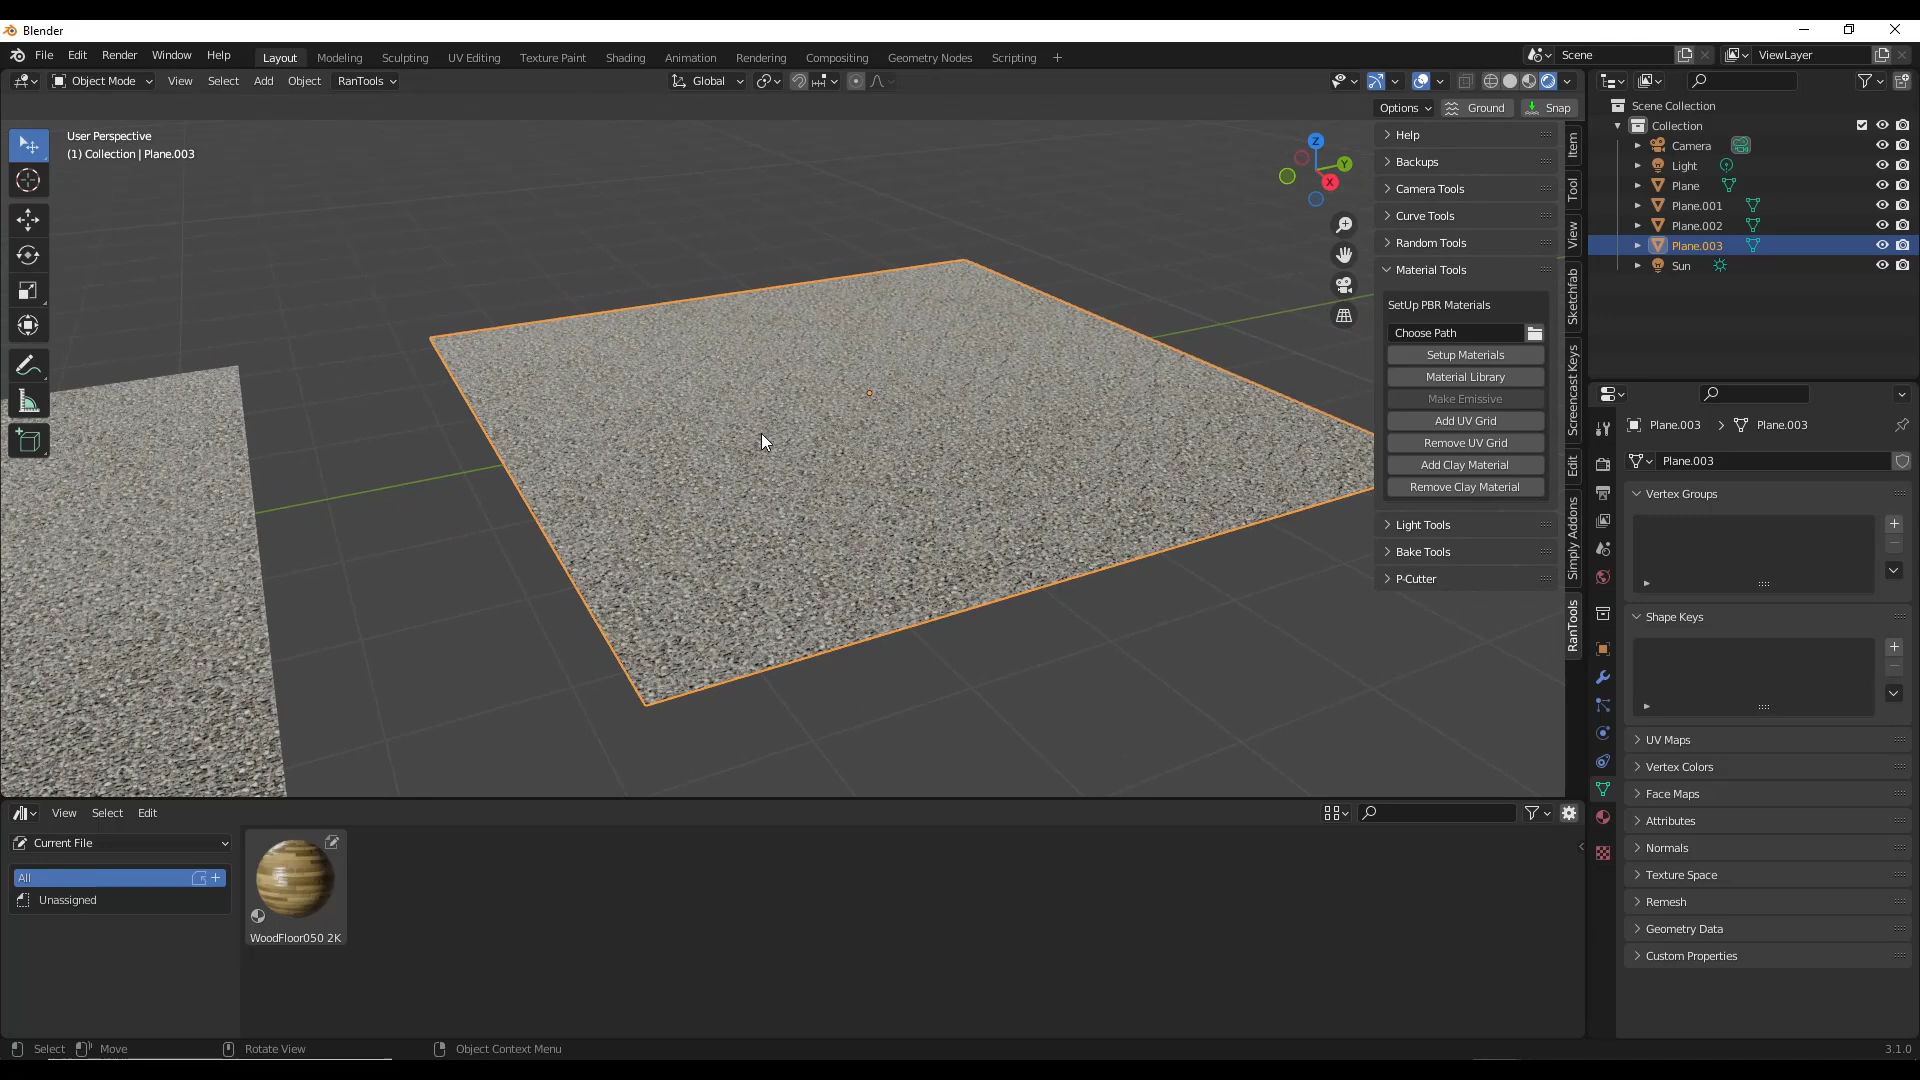 Blender
File Edit Render Window Help Layout Modeling Sculpting UV Editing Texture Paint Shading Animation Rendering Compositing Geometry Nodes Scripting + Scene ViewLayer
Object Mode View Select Add Object RanTools Global
Options Ground Snap
User Perspective
(1) Collection | Plane.003
Z
Y
X
Help
Backups
Camera Tools
Curve Tools
Random Tools
Material Tools
SetUp PBR Materials
Choose Path
Setup Materials
Material Library
Make Emissive
Add UV Grid
Remove UV Grid
Add Clay Material
Remove Clay Material
Light Tools
Bake Tools
P-Cutter
Item
Tool
View
Sketchfab
Screencast Keys
Edit
Simply Addons
RanTools
Scene Collection
Collection
Camera
Light
Plane
Plane.001
Plane.002
Plane.003
Sun
Plane.003 Plane.003
Plane.003
Vertex Groups
Shape Keys
UV Maps
Vertex Colors
Face Maps
Attributes
Normals
Texture Space
Remesh
Geometry Data
Custom Properties
View Select Edit
Current File
All
Unassigned
WoodFloor050 2K
Select Move Rotate View Object Context Menu 3.1.0